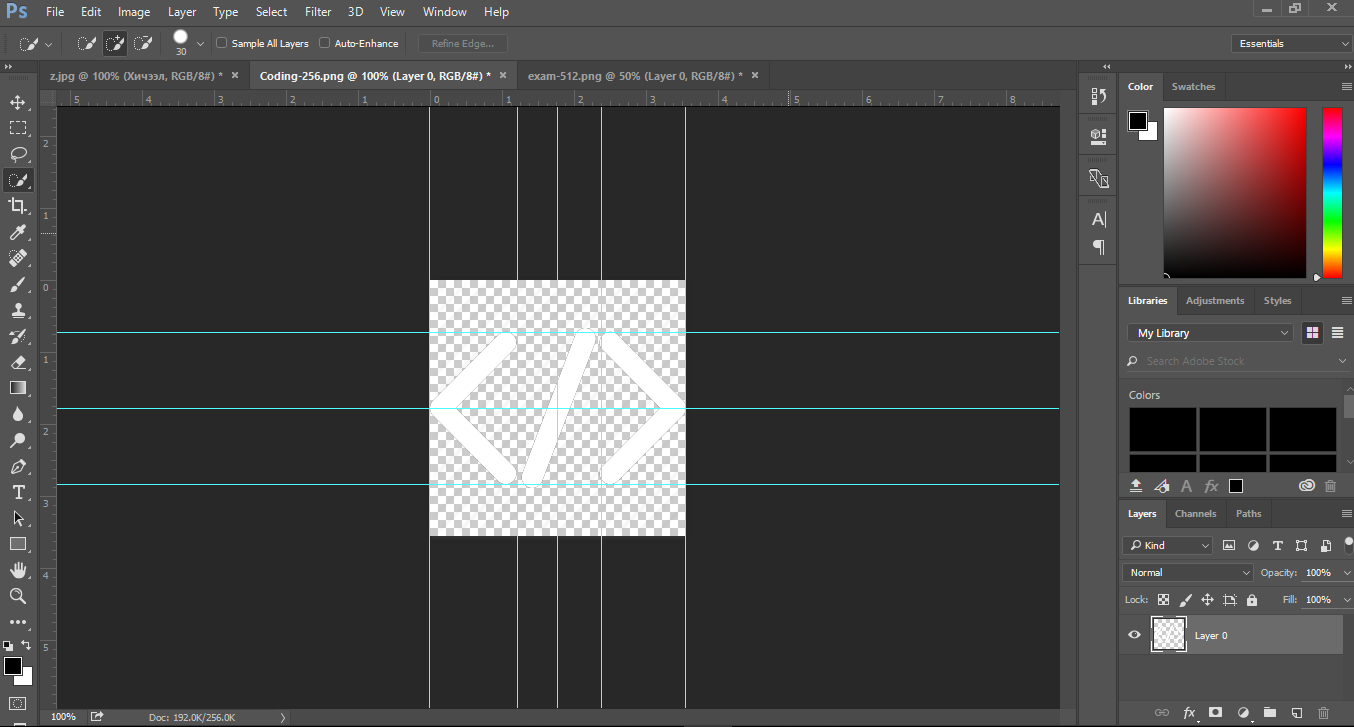 Ps File Edit Image Layer Type Select Filter 3D View Window Help
30 Sample All Layers Auto-Enhance Refine Edge... Essentials
z.jpg @ 100% (Хичээл, RGB/8#) * × Coding-256.png @ 100% (Layer 0, RGB/8#) * × exam-512.png @ 50% (Layer 0, RGB/8#) * ×
5 4 3 2 1 0 1 2 3 4 5 6 7 8
2
1
0
1
2
3
4
5
Color Swatches
Libraries Adjustments Styles
My Library
Search Adobe Stock
Colors
A fx
Layers Channels Paths
Kind T
Normal Opacity: 100%
Lock: Fill: 100%
Layer 0
fx
100% Doc: 192.0K/256.0K